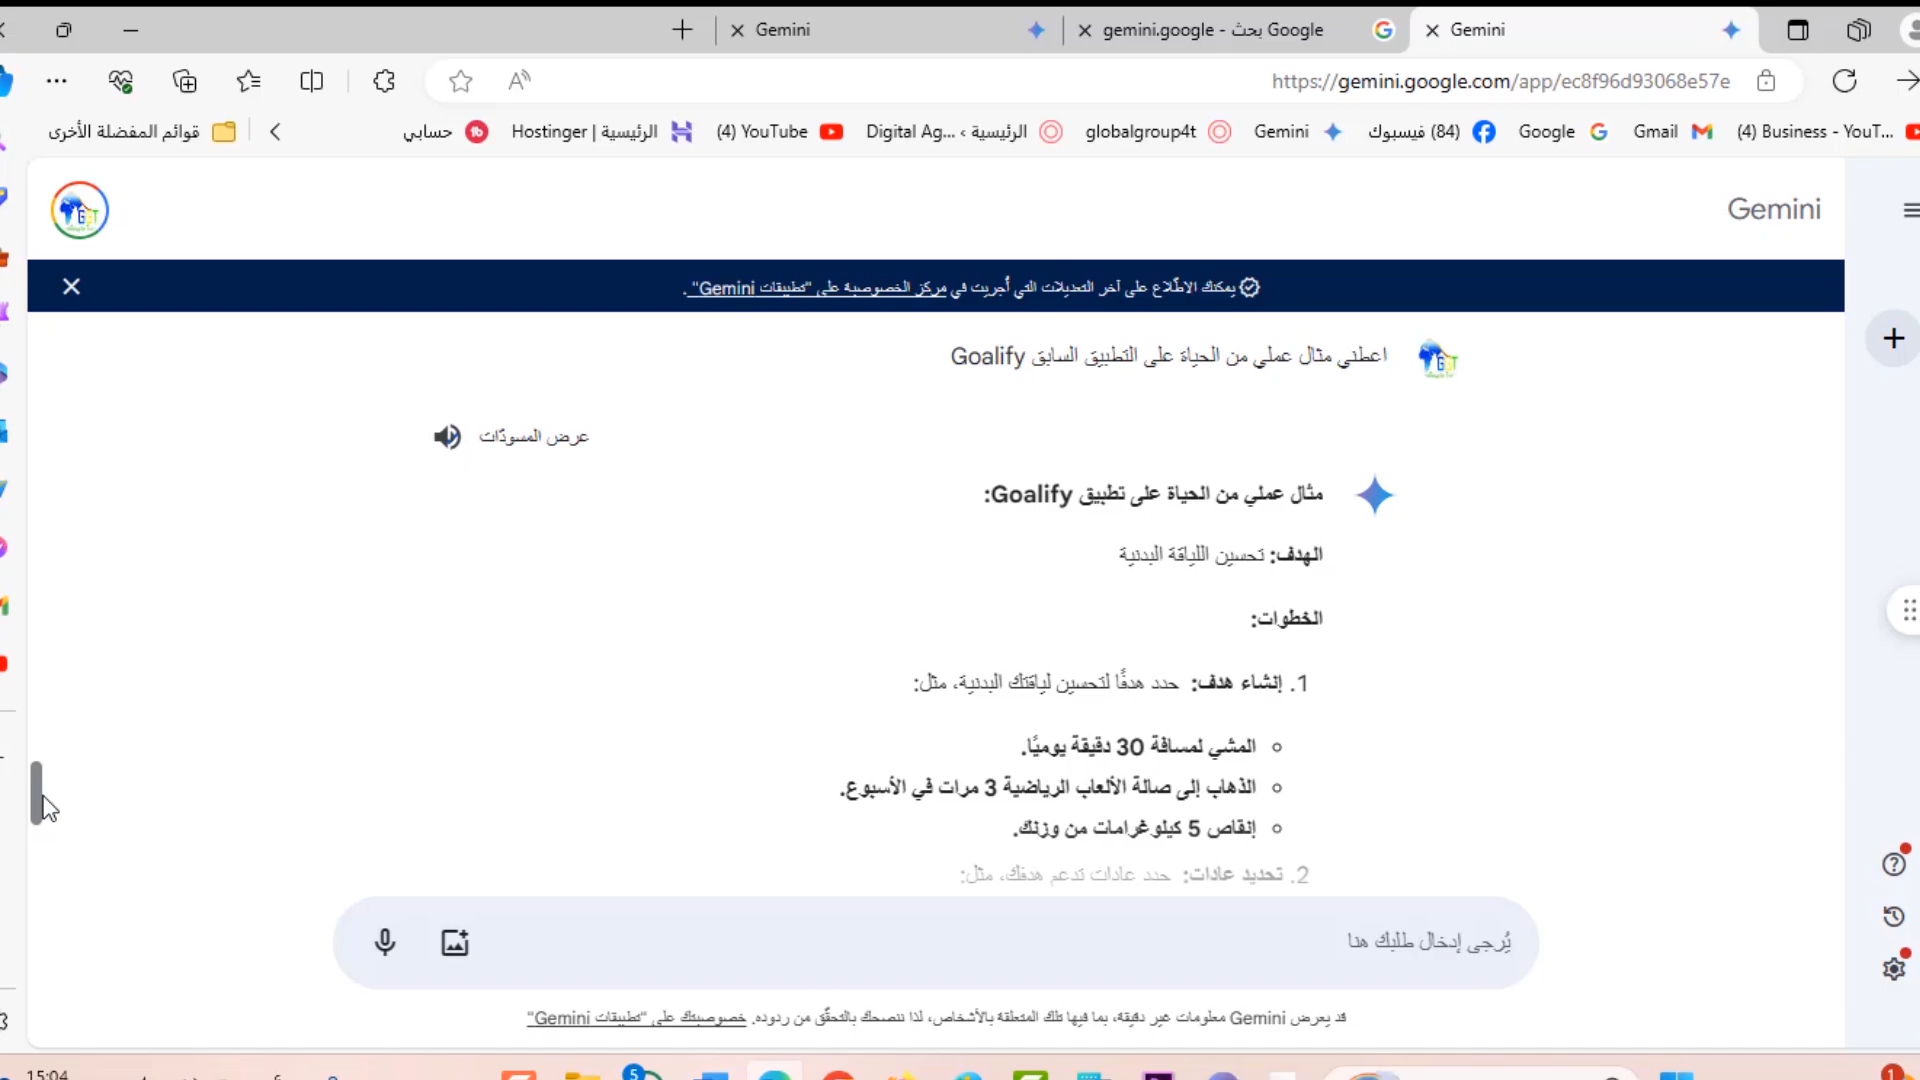 Gemini
gemini.google - بحث Google
Gemini
https://gemini.google.com/app/ec8f96d93068e57e
(4) Business - YouT...
Gmail
Google
(84) فيسبوك
Gemini
globalgroup4t
الرئيسية ‹ Digital Ag...
(4) YouTube
الرئيسية | Hostinger
حسابي
قوائم المفضلة الأخرى
Gemini
يمكنك الاطّلاع على آخر التعديلات التي أُجريت في مركز الخصوصية على "تطبيقات Gemini".
اعطني مثال عملي من الحياة على التطبيق السابق Goalify
عرض المسودّات
مثال عملي من الحياة على تطبيق Goalify:
الهدف: تحسين اللياقة البدنية
الخطوات:
1. إنشاء هدف: حدد هدفًا لتحسين لياقتك البدنية، مثل:
المشي لمسافة 30 دقيقة يوميًا.
الذهاب إلى صالة الألعاب الرياضية 3 مرات في الأسبوع.
إنقاص 5 كيلوغرامات من وزنك.
2. تحديد عادات: حدد عادات تدعم هدفك، مثل:
يُرجى إدخال طلبك هنا
قد يعرض Gemini معلومات غير دقيقة، بما فيها تلك المتعلقة بالأشخاص، لذا ننصحك بالتحقّق من ردوده. خصوصيتك على "تطبيقات Gemini"
15:04
5
1